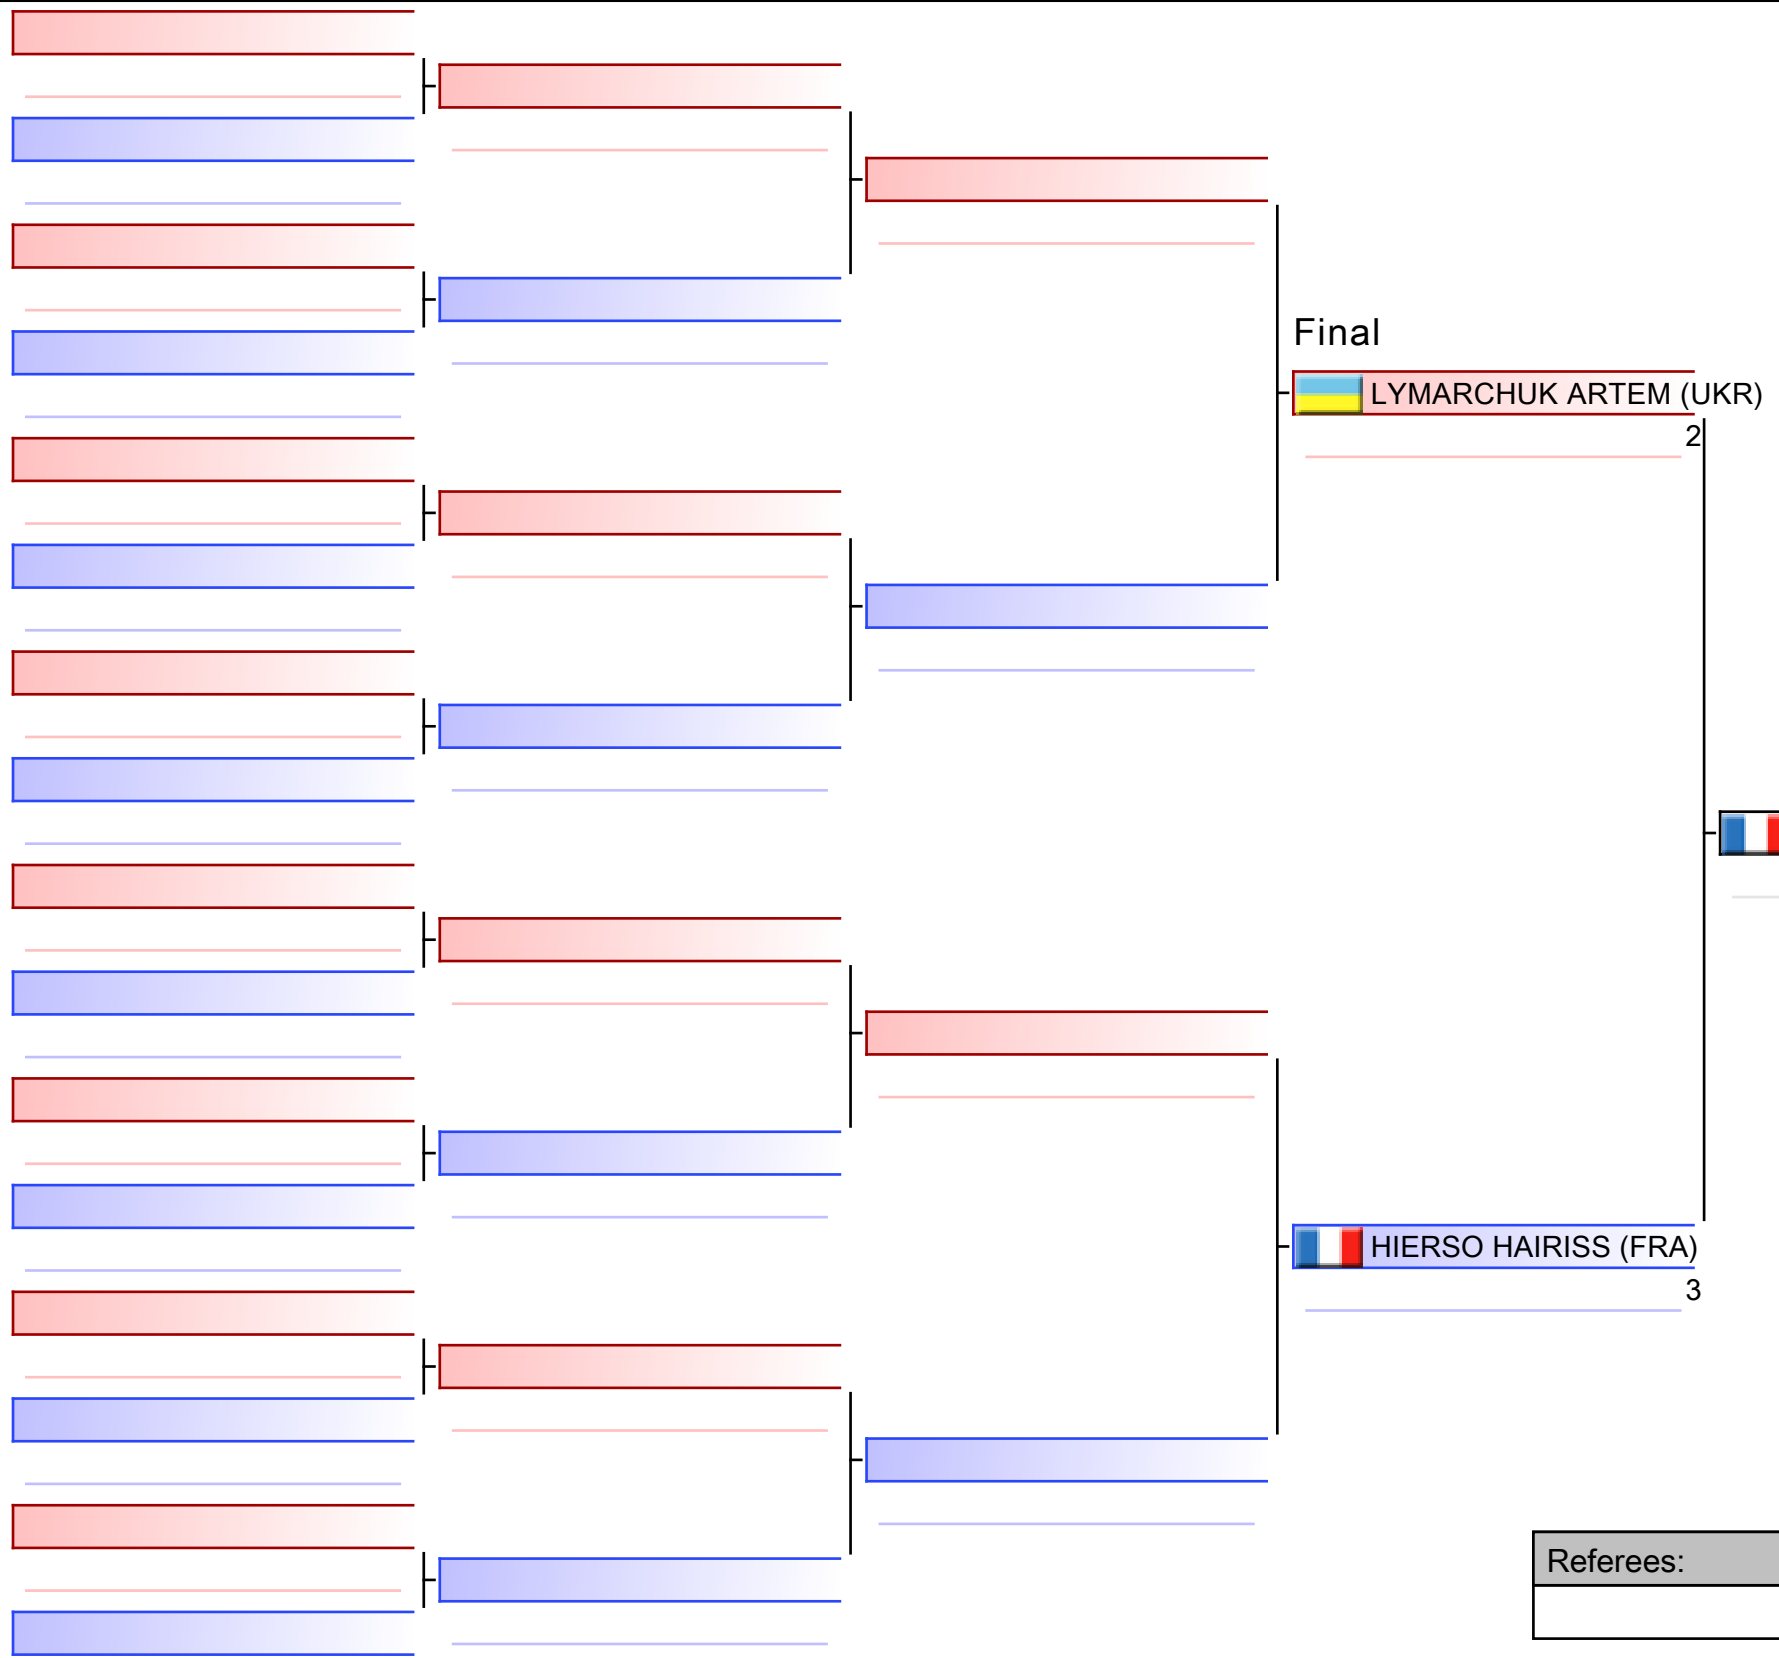 Final
LYMARCHUK ARTEM (UKR)
2
HIERSO HAIRISS (FRA)
3
Referees: